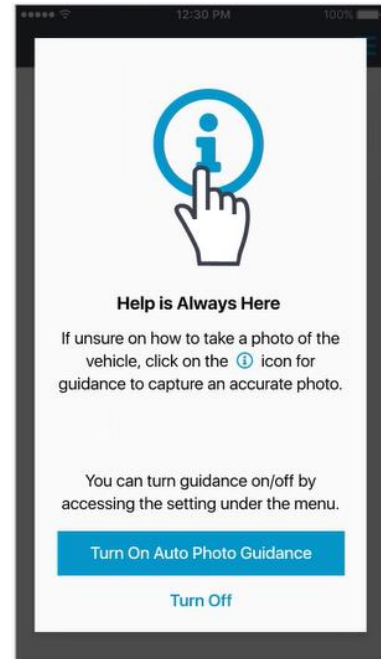 12:30 PM 100%
Help is Always Here
If unsure on how to take a photo of the
vehicle, click on the ⓘ icon for
guidance to capture an accurate photo.
You can turn guidance on/off by
accessing the setting under the menu.
Turn On Auto Photo Guidance
Turn Off